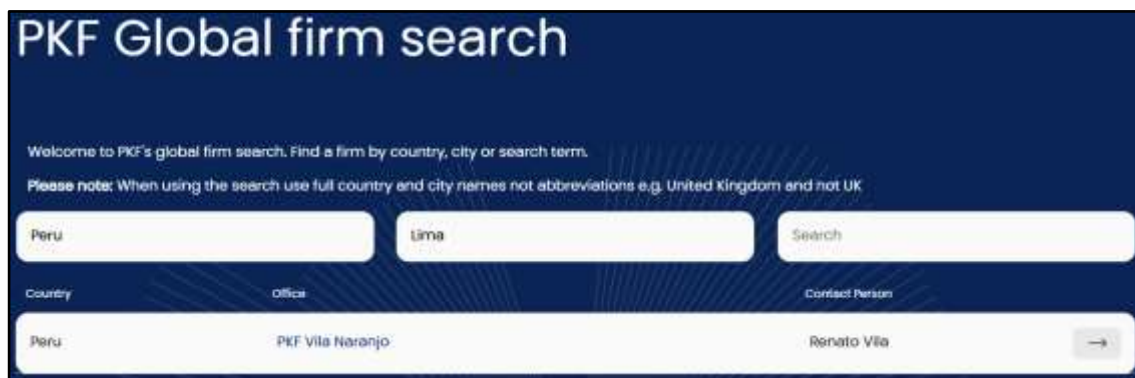 PKF Global firm search
Welcome to PKF's global firm search. Find a firm by country, city or search term.
Please note: When using the search use full country and city names not abbreviations e.g. United Kingdom and not UK
Peru Lima Search
Country Office Contact Person
Peru PKF Vila Naranjo Renato Vila →